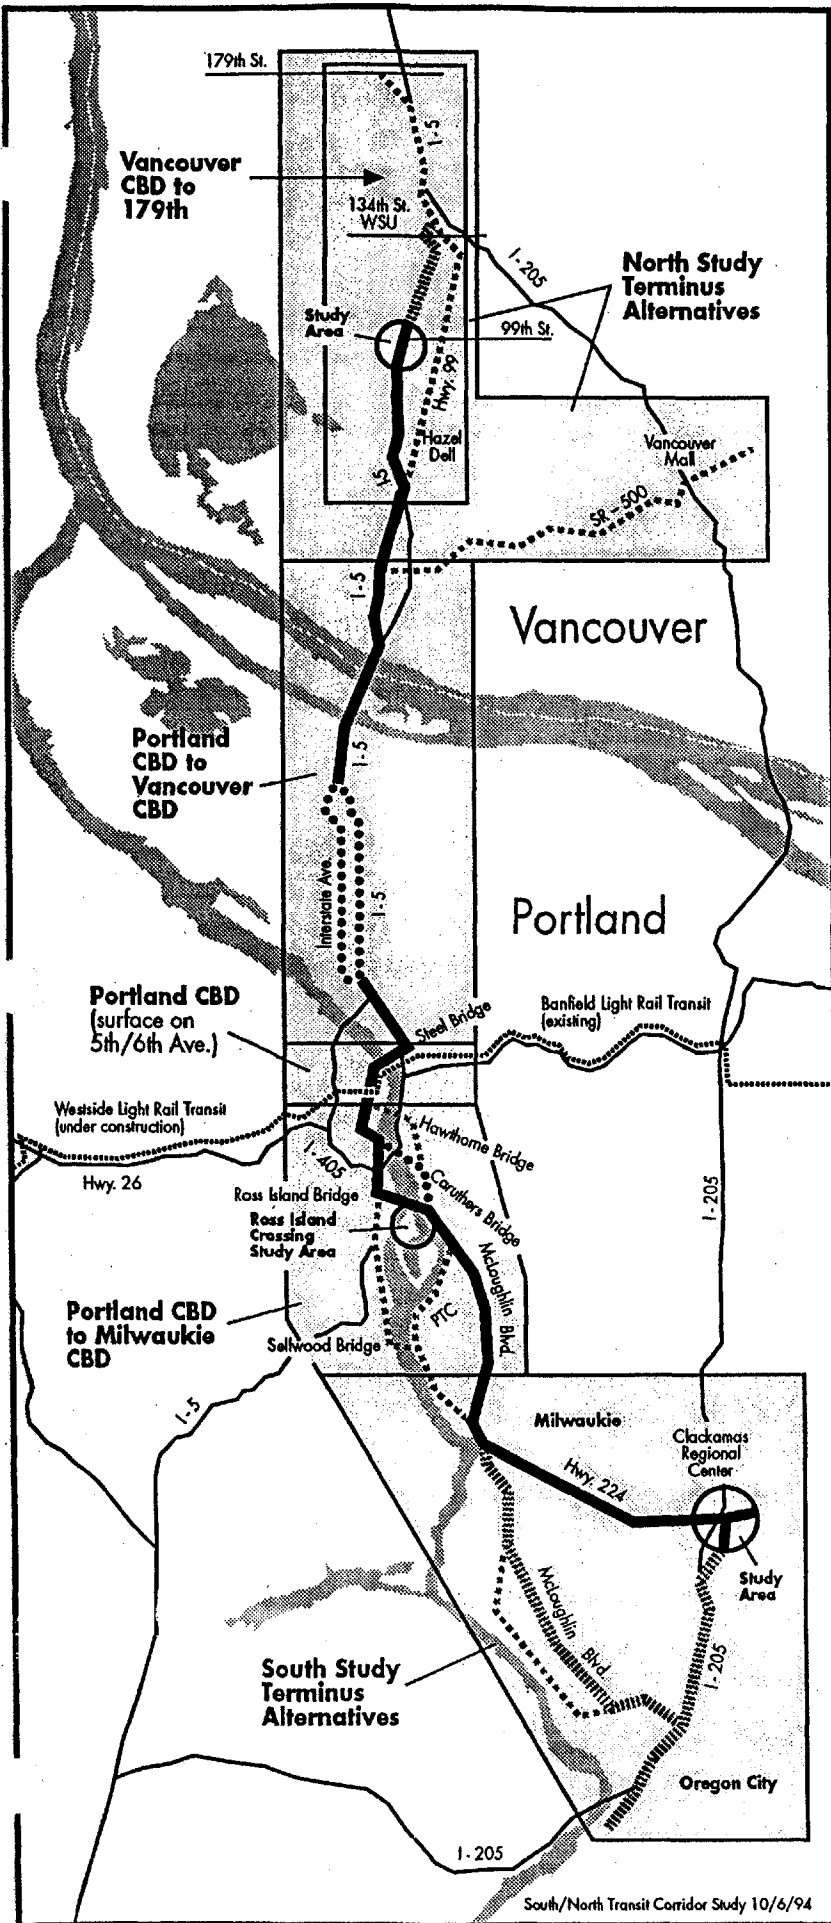 179th St.
I-5
Vancouver
CBD to
179th
134th St.
WSU
I-205
North Study
Terminus
Alternatives
Study
Area
99th St.
Hwy. 99
Hazel
Dell
I-5
Vancouver
Mall
SR-500
I-5
Vancouver
Portland
CBD to
Vancouver
CBD
I-5
Interstate Ave.
I-5
Portland
Portland CBD
(surface on
5th/6th Ave.)
Steel Bridge
Banfield Light Rail Transit
(existing)
Westside Light Rail Transit
(under construction)
Hwy. 26
I-405
Hawthorne Bridge
Ross Island Bridge
Caruthers Bridge
I-205
Ross Island
Crossing
Study Area
McLoughlin Blvd.
PTC
Portland CBD
to Milwaukie
CBD
Sellwood Bridge
I-5
Milwaukie
Clackamas
Regional
Center
Hwy. 224
Study
Area
McLoughlin
Blvd.
I-205
South Study
Terminus
Alternatives
Oregon City
I-205
South/North Transit Corridor Study 10/6/94